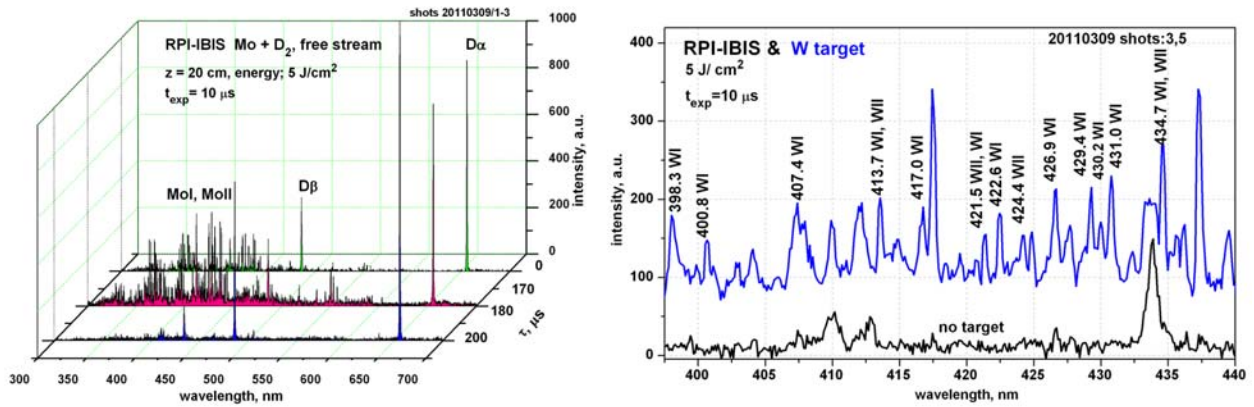 shots 20110309/1-3
RPI-IBIS Mo + D2, free stream
z = 20 cm, energy; 5 J/cm2
texp= 10 μs
Dα
MoI, MoII
Dβ
1000
800
600
400
200
0
intensity, a.u.
0
170
180
200
τ, μs
300 350 400 450 500 550 600 650 700
wavelength, nm
RPI-IBIS & W target
20110309 shots:3,5
5 J/ cm2
texp=10 μs
398.3 WI
400.8 WI
407.4 WI
413.7 WI, WII
417.0 WI
421.5 WII, WI
422.6 WI
424.4 WII
426.9 WI
429.4 WI
430.2 WI
431.0 WI
434.7 WI, WII
no target
400
300
200
100
0
intensity, a.u.
400 405 410 415 420 425 430 435 440
wavelength, nm